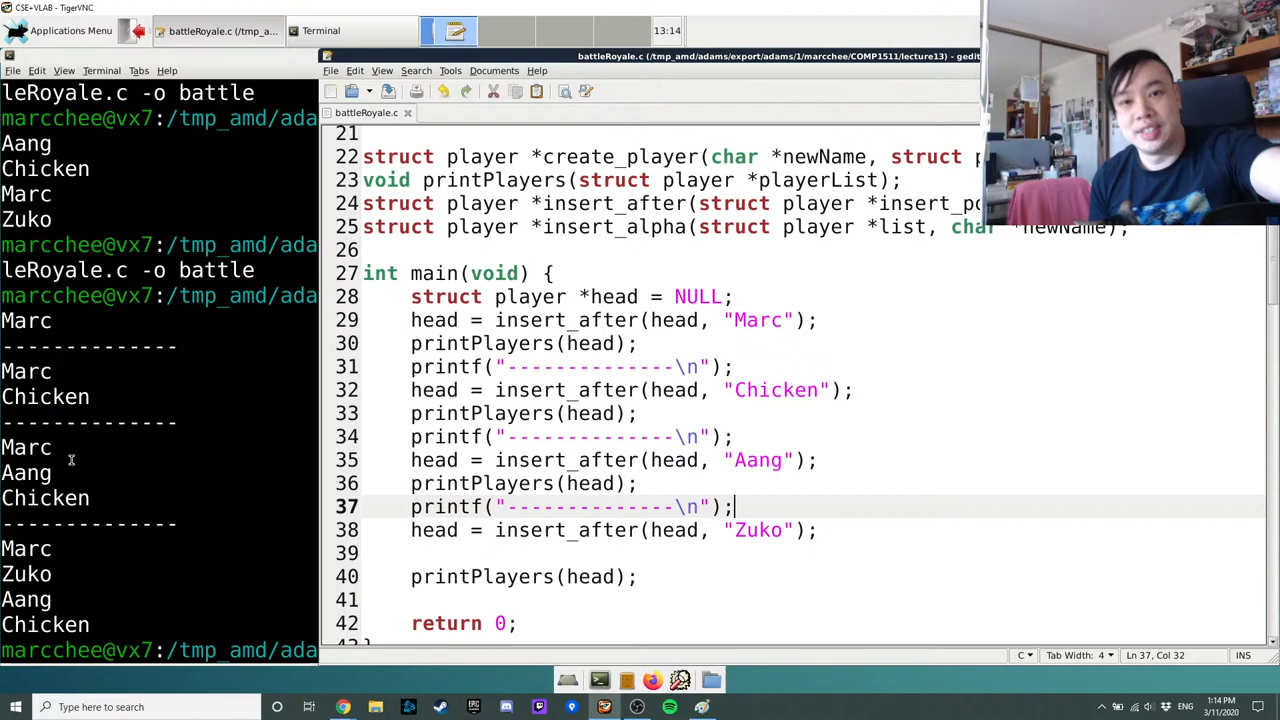 CSE+VLAB - TigerVNC
Applications Menu
battleRoyale.c (/tmp_a...
Terminal
13:14
battleRoyale.c (/tmp_amd/adams/export/adams/1/marcchee/COMP1511/lecture13) - gedit
File Edit View Terminal Tabs Help
File Edit View Search Tools Documents Help
battleRoyale.c
leRoyale.c -o battle
marcchee@vx7:/tmp_amd/ada
Aang
Chicken
Marc
Zuko
marcchee@vx7:/tmp_amd/ada
leRoyale.c -o battle
marcchee@vx7:/tmp_amd/ada
Marc
--------------
Marc
Chicken
--------------
Marc
Aang
Chicken
--------------
Marc
Zuko
Aang
Chicken
marcchee@vx7:/tmp_amd/ada
21
22 struct player *create_player(char *newName, struct p
23 void printPlayers(struct player *playerList);
24 struct player *insert_after(struct player *insert_po
25 struct player *insert_alpha(struct player *list, char *newName);
26
27 int main(void) {
28 struct player *head = NULL;
29 head = insert_after(head, "Marc");
30 printPlayers(head);
31 printf("--------------\n");
32 head = insert_after(head, "Chicken");
33 printPlayers(head);
34 printf("--------------\n");
35 head = insert_after(head, "Aang");
36 printPlayers(head);
37 printf("--------------\n");
38 head = insert_after(head, "Zuko");
39
40 printPlayers(head);
41
42 return 0;
43 }
C Tab Width: 4 Ln 37, Col 32 INS
Type here to search
ENG
1:14 PM
3/11/2020